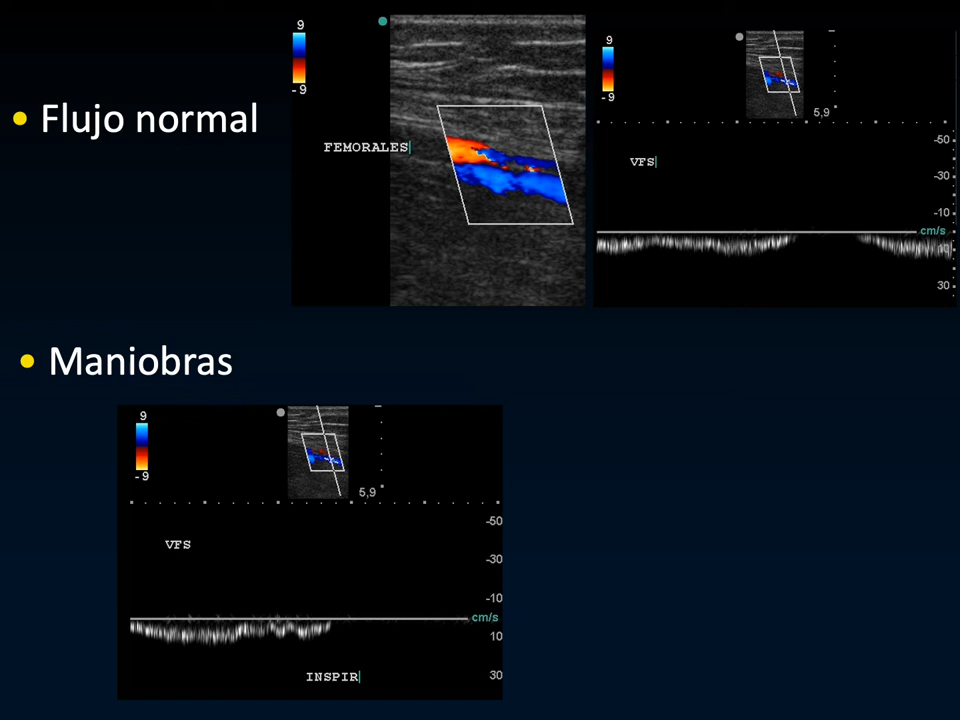 • Flujo normal
9
-9
FEMORALES
9
-9
5,9
VFS
-50
-30
-10
cm/s
10
30
• Maniobras
9
-9
5,9
VFS
-50
-30
-10
cm/s
10
30
INSPIR